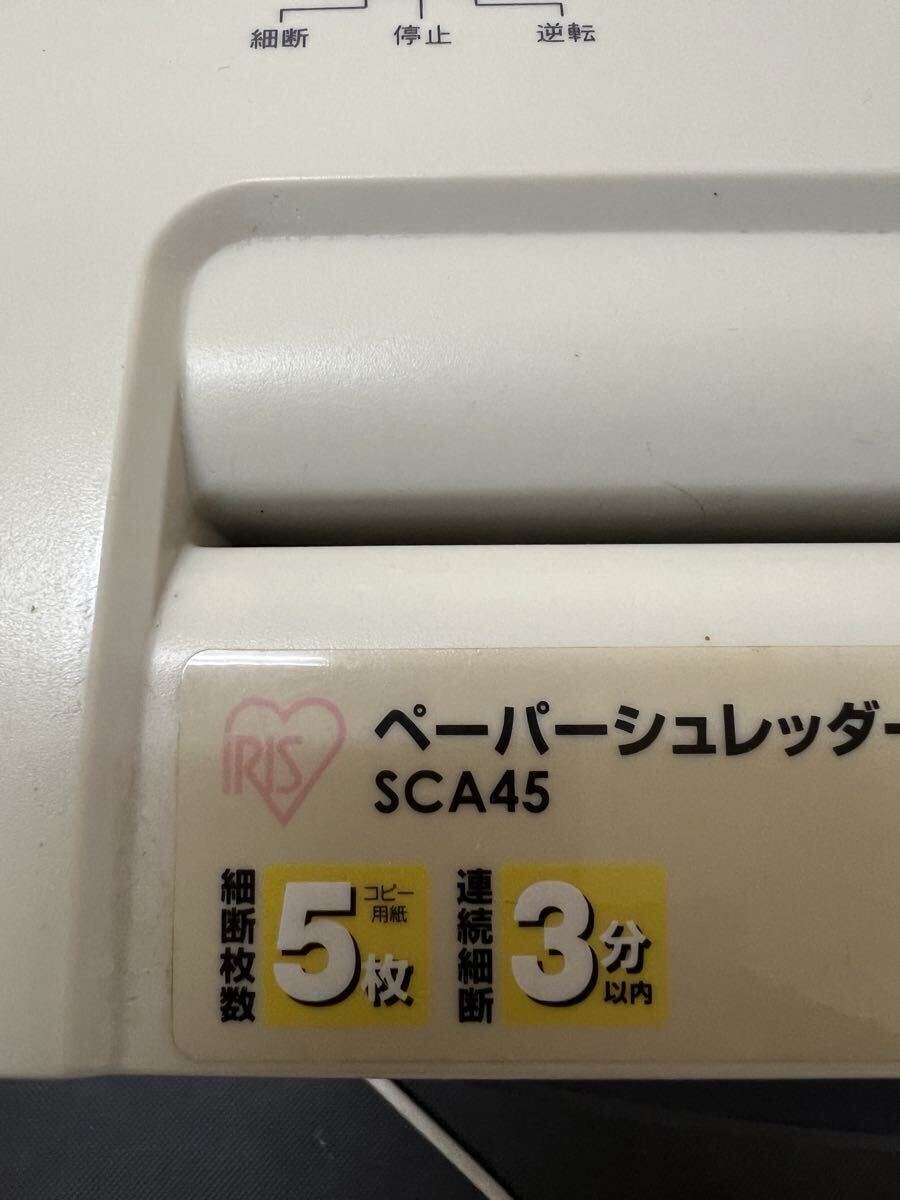 細断 停止 逆転
IRIS
ペーパーシュレッダー
SCA45
細断枚数
5枚
コピー
用紙
連続細断
3分
以内